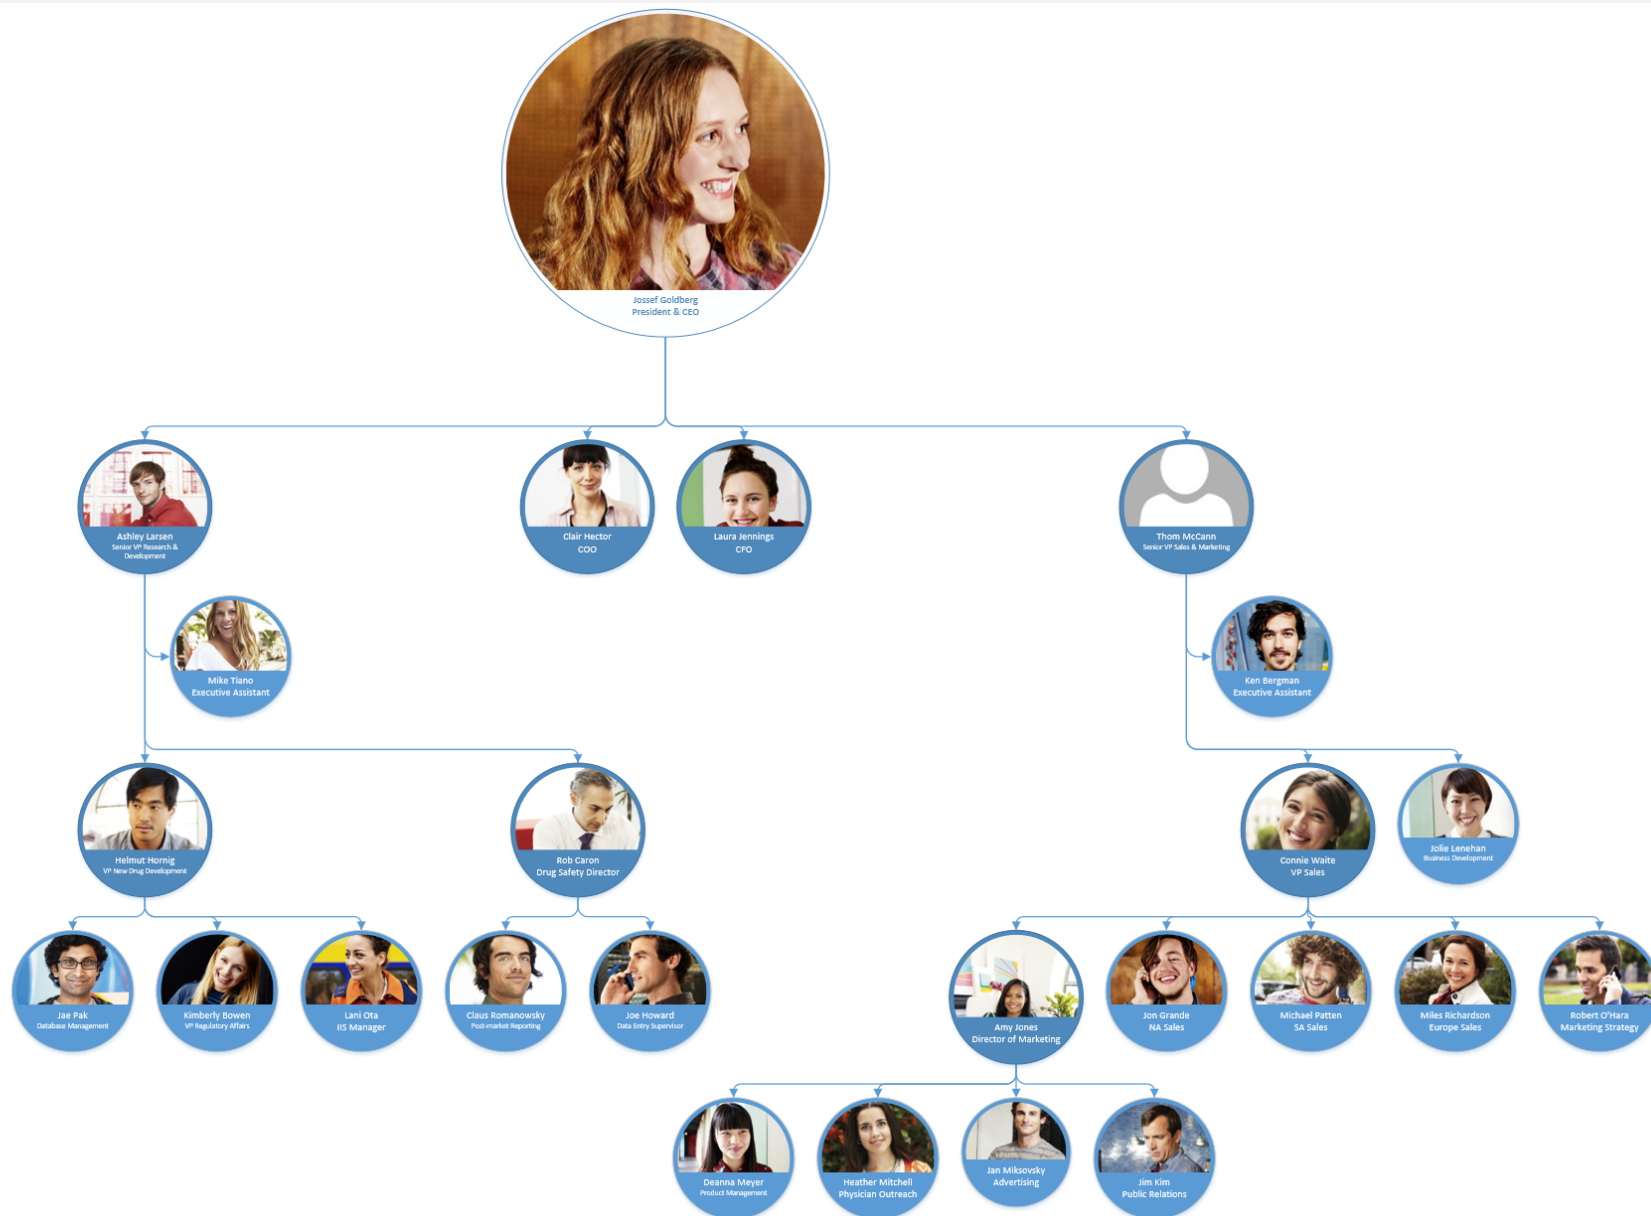 Jossef Goldberg
President & CEO
Ashley Larsen
Senior VP Research &
Development
Clair Hector
COO
Laura Jennings
CFO
Thom McCann
Senior VP Sales & Marketing
Mike Tiano
Executive Assistant
Ken Bergman
Executive Assistant
Helmut Hornig
VP New Drug Development
Rob Caron
Drug Safety Director
Connie Waite
VP Sales
Jolie Lenehan
Business Development
Jae Pak
Database Management
Kimberly Bowen
VP Regulatory Affairs
Lani Ota
IIS Manager
Claus Romanowsky
Post-market Reporting
Joe Howard
Data Entry Supervisor
Amy Jones
Director of Marketing
Jon Grande
NA Sales
Michael Patten
SA Sales
Miles Richardson
Europe Sales
Robert O'Hara
Marketing Strategy
Deanna Meyer
Product Management
Heather Mitchell
Physician Outreach
Jan Miksovsky
Advertising
Jim Kim
Public Relations